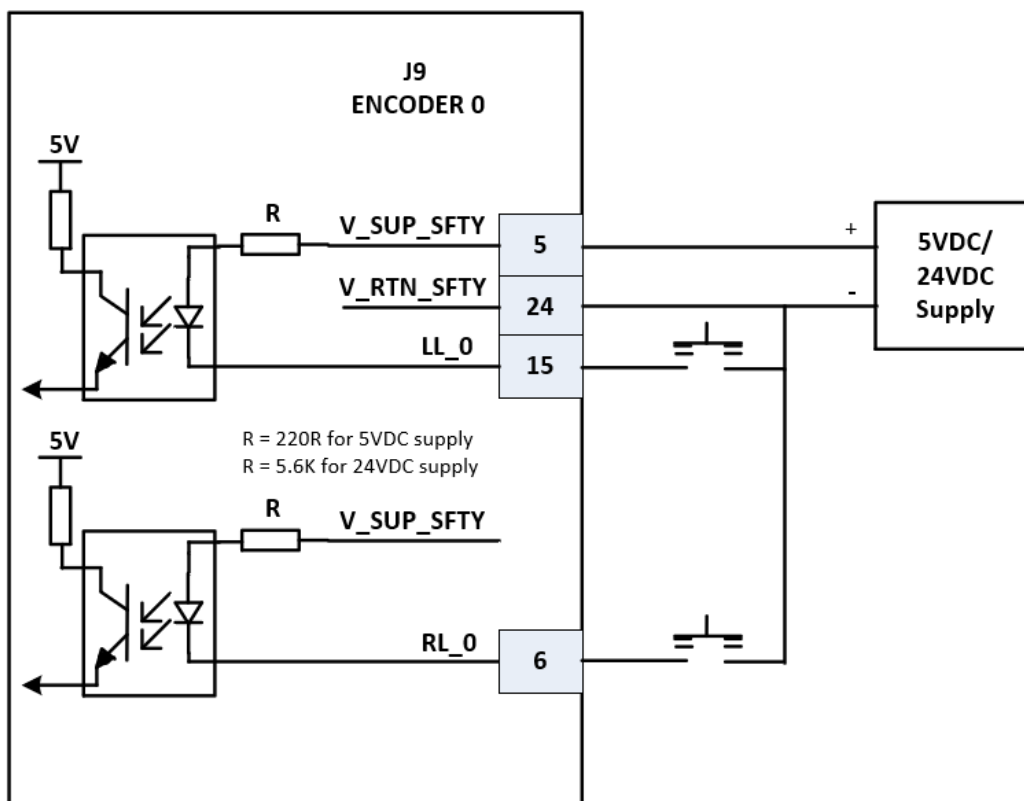 J9
ENCODER 0
5V
R
V_SUP_SFTY
5
+
5VDC/
24VDC
Supply
V_RTN_SFTY
24
-
LL_0
15
5V
R = 220R for 5VDC supply
R = 5.6K for 24VDC supply
R
V_SUP_SFTY
RL_0
6